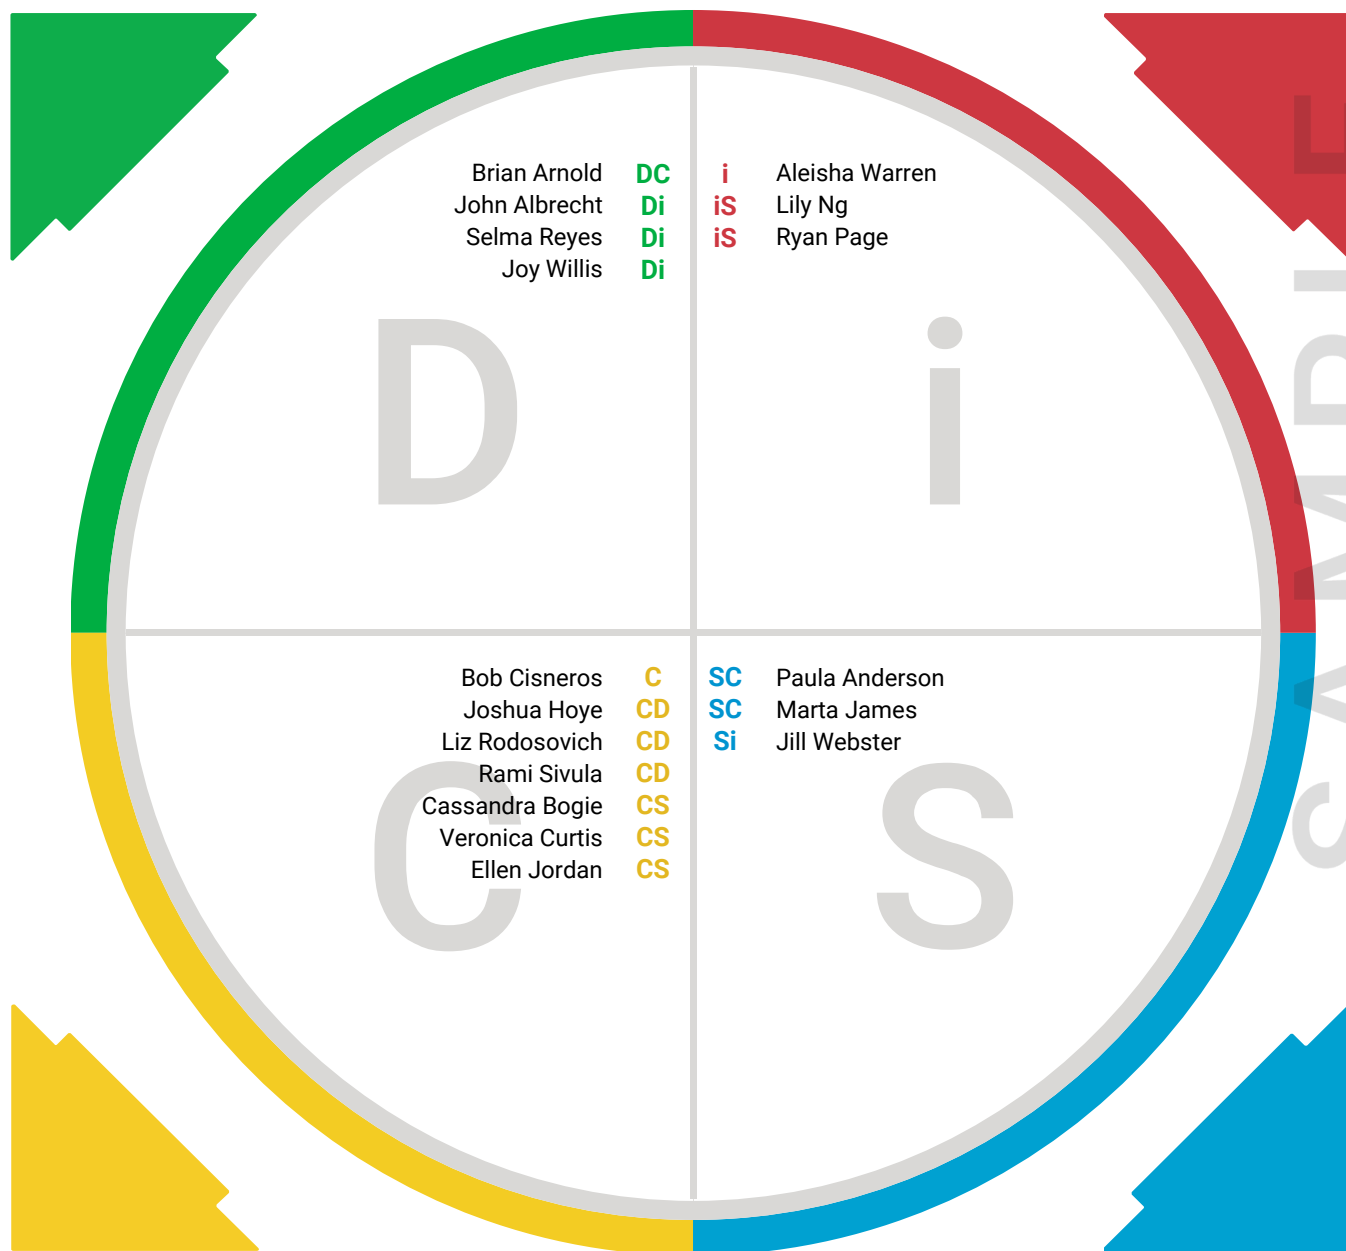 Brian Arnold DC
John Albrecht Di
Selma Reyes Di
Joy Willis Di
i Aleisha Warren
iS Lily Ng
iS Ryan Page
D
i
Bob Cisneros C
Joshua Hoye CD
Liz Rodosovich CD
Rami Sivula CD
Cassandra Bogie CS
Veronica Curtis CS
Ellen Jordan CS
SC Paula Anderson
SC Marta James
Si Jill Webster
C
S
SAMPLE